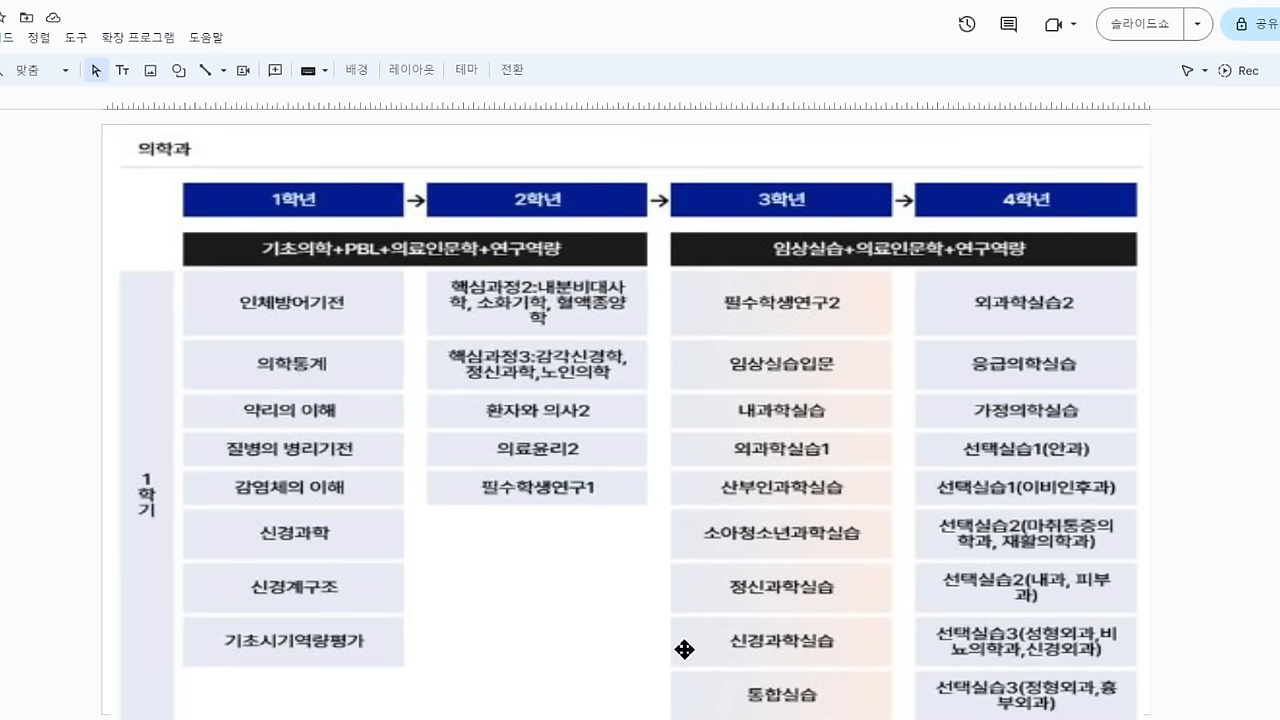 정렬 도구 확장 프로그램 도움말
슬라이드쇼
공유
맞춤
배경 레이아웃 테마 전환
Rec
의학과
1학년 → 2학년 → 3학년 → 4학년
기초의학+PBL+의료인문학+연구역량
임상실습+의료인문학+연구역량
1
학
기
인체방어기전
의학통계
약리의 이해
질병의 병리기전
감염체의 이해
신경과학
신경계구조
기초시기역량평가
핵심과정2:내분비대사
학, 소화기학, 혈액종양
학
핵심과정3:감각신경학,
정신과학,노인의학
환자와 의사2
의료윤리2
필수학생연구1
필수학생연구2
임상실습입문
내과학실습
외과학실습1
산부인과학실습
소아청소년과학실습
정신과학실습
신경과학실습
통합실습
외과학실습2
응급의학실습
가정의학실습
선택실습1(안과)
선택실습1(이비인후과)
선택실습2(마취통증의
학과, 재활의학과)
선택실습2(내과, 피부
과)
선택실습3(성형외과,비
뇨의학과,신경외과)
선택실습3(정형외과,흉
부외과)